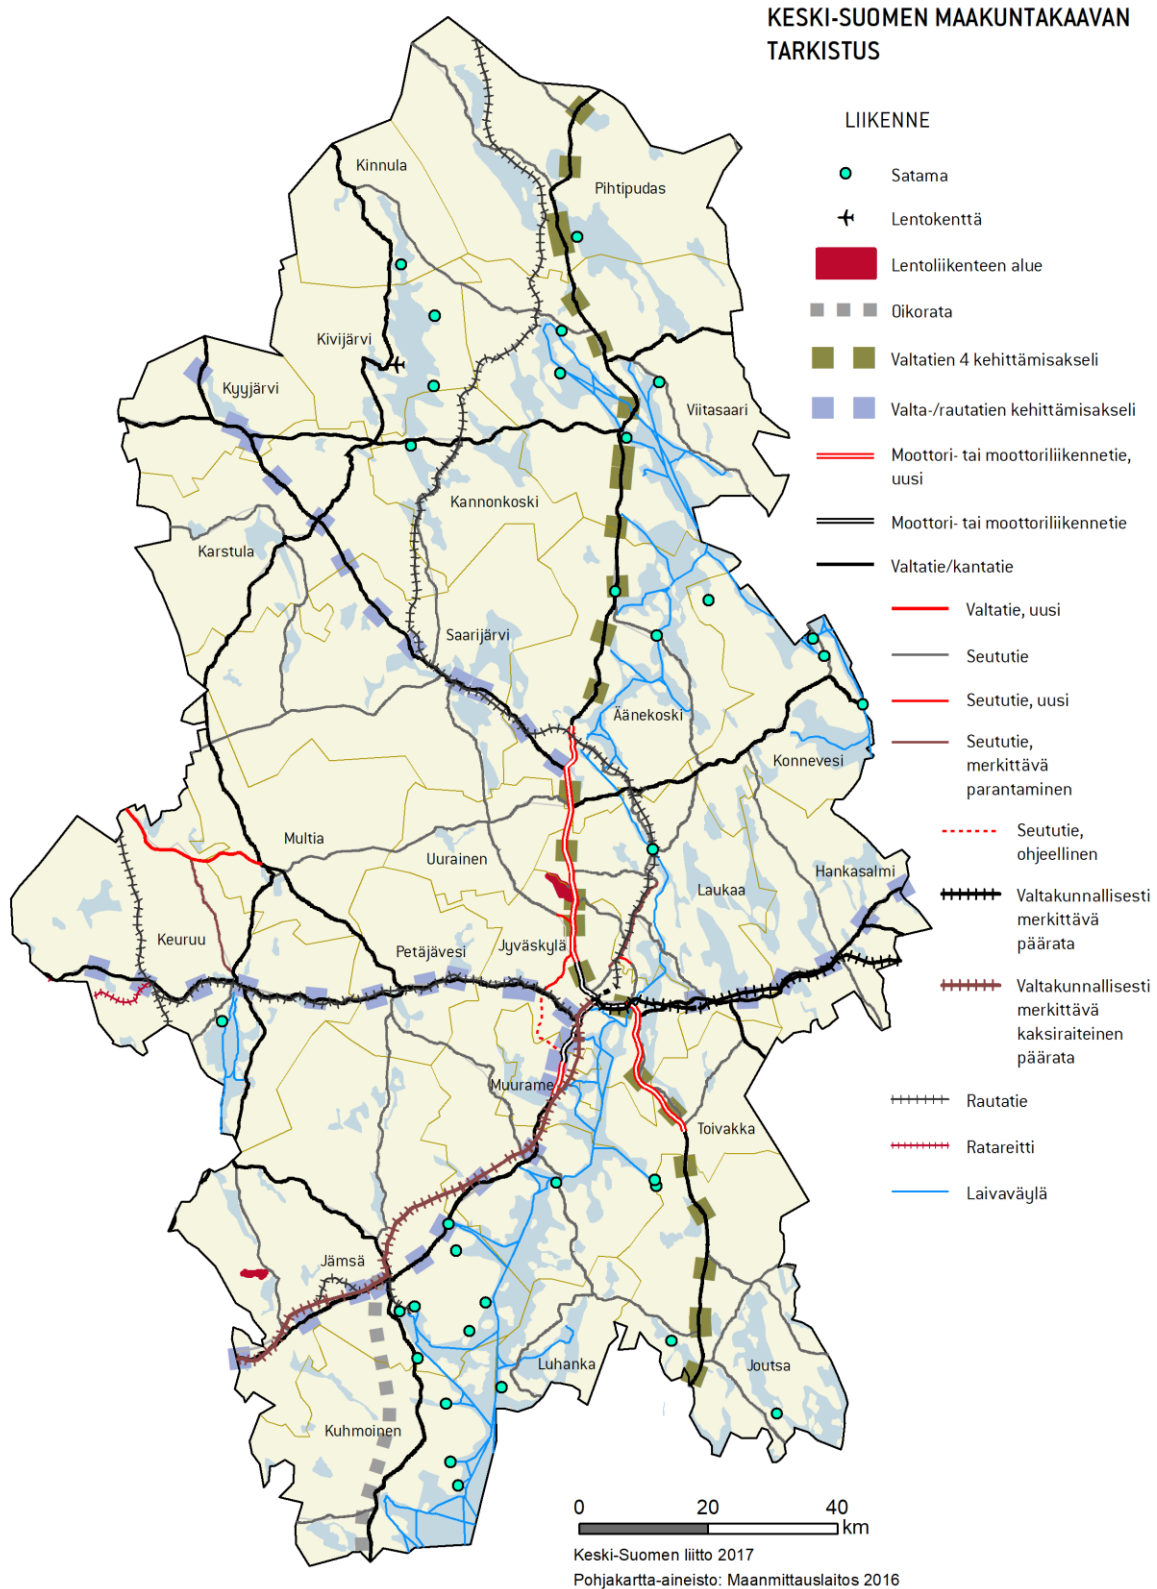 KESKI-SUOMEN MAAKUNTAKAAVAN
TARKISTUS
LIIKENNE
Satama
Lentokenttä
Lentoliikenteen alue
Oikorata
Valtatien 4 kehittämisakseli
Valta-/rautatien kehittämisakseli
Moottori- tai moottoriliikennetie,
uusi
Moottori- tai moottoriliikennetie
Valtatie/kantatie
Valtatie, uusi
Seututie
Seututie, uusi
Seututie,
merkittävä
parantaminen
Seututie,
ohjeellinen
Valtakunnallisesti
merkittävä
päärata
Valtakunnallisesti
merkittävä
kaksiraiteinen
päärata
Rautatie
Ratareitti
Laivaväylä
Kinnula
Pihtipudas
Kivijärvi
Kyyjärvi
Viitasaari
Kannonkoski
Karstula
Saarijärvi
Äänekoski
Konnevesi
Multia
Uurainen
Laukaa
Hankasalmi
Keuruu
Petäjävesi
Jyväskylä
Muurame
Toivakka
Jämsä
Luhanka
Joutsa
Kuhmoinen
0 20 40
km
Keski-Suomen liitto 2017
Pohjakartta-aineisto: Maanmittauslaitos 2016